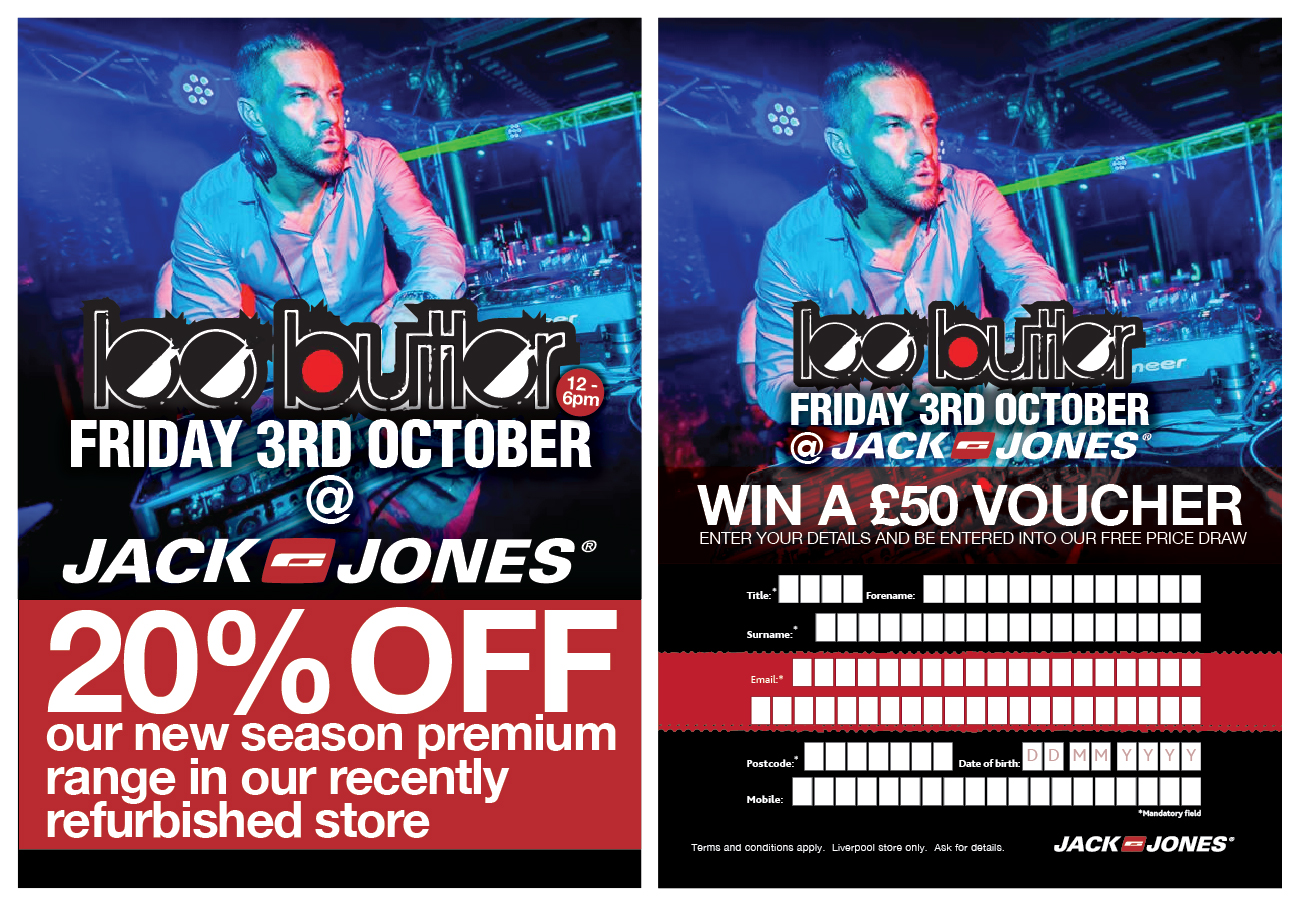 lee butler
12 -
6pm
FRIDAY 3RD OCTOBER
@
JACK JONES®
20% OFF
our new season premium
range in our recently
refurbished store
neer
lee butler
FRIDAY 3RD OCTOBER
@ JACK JONES®
WIN A £50 VOUCHER
ENTER YOUR DETAILS AND BE ENTERED INTO OUR FREE PRICE DRAW
Title:* Forename:
Surname:*
Email:*
Postcode:* Date of birth: D D M M Y Y Y Y
Mobile:
*Mandatory field
Terms and conditions apply. Liverpool store only. Ask for details. JACK JONES®